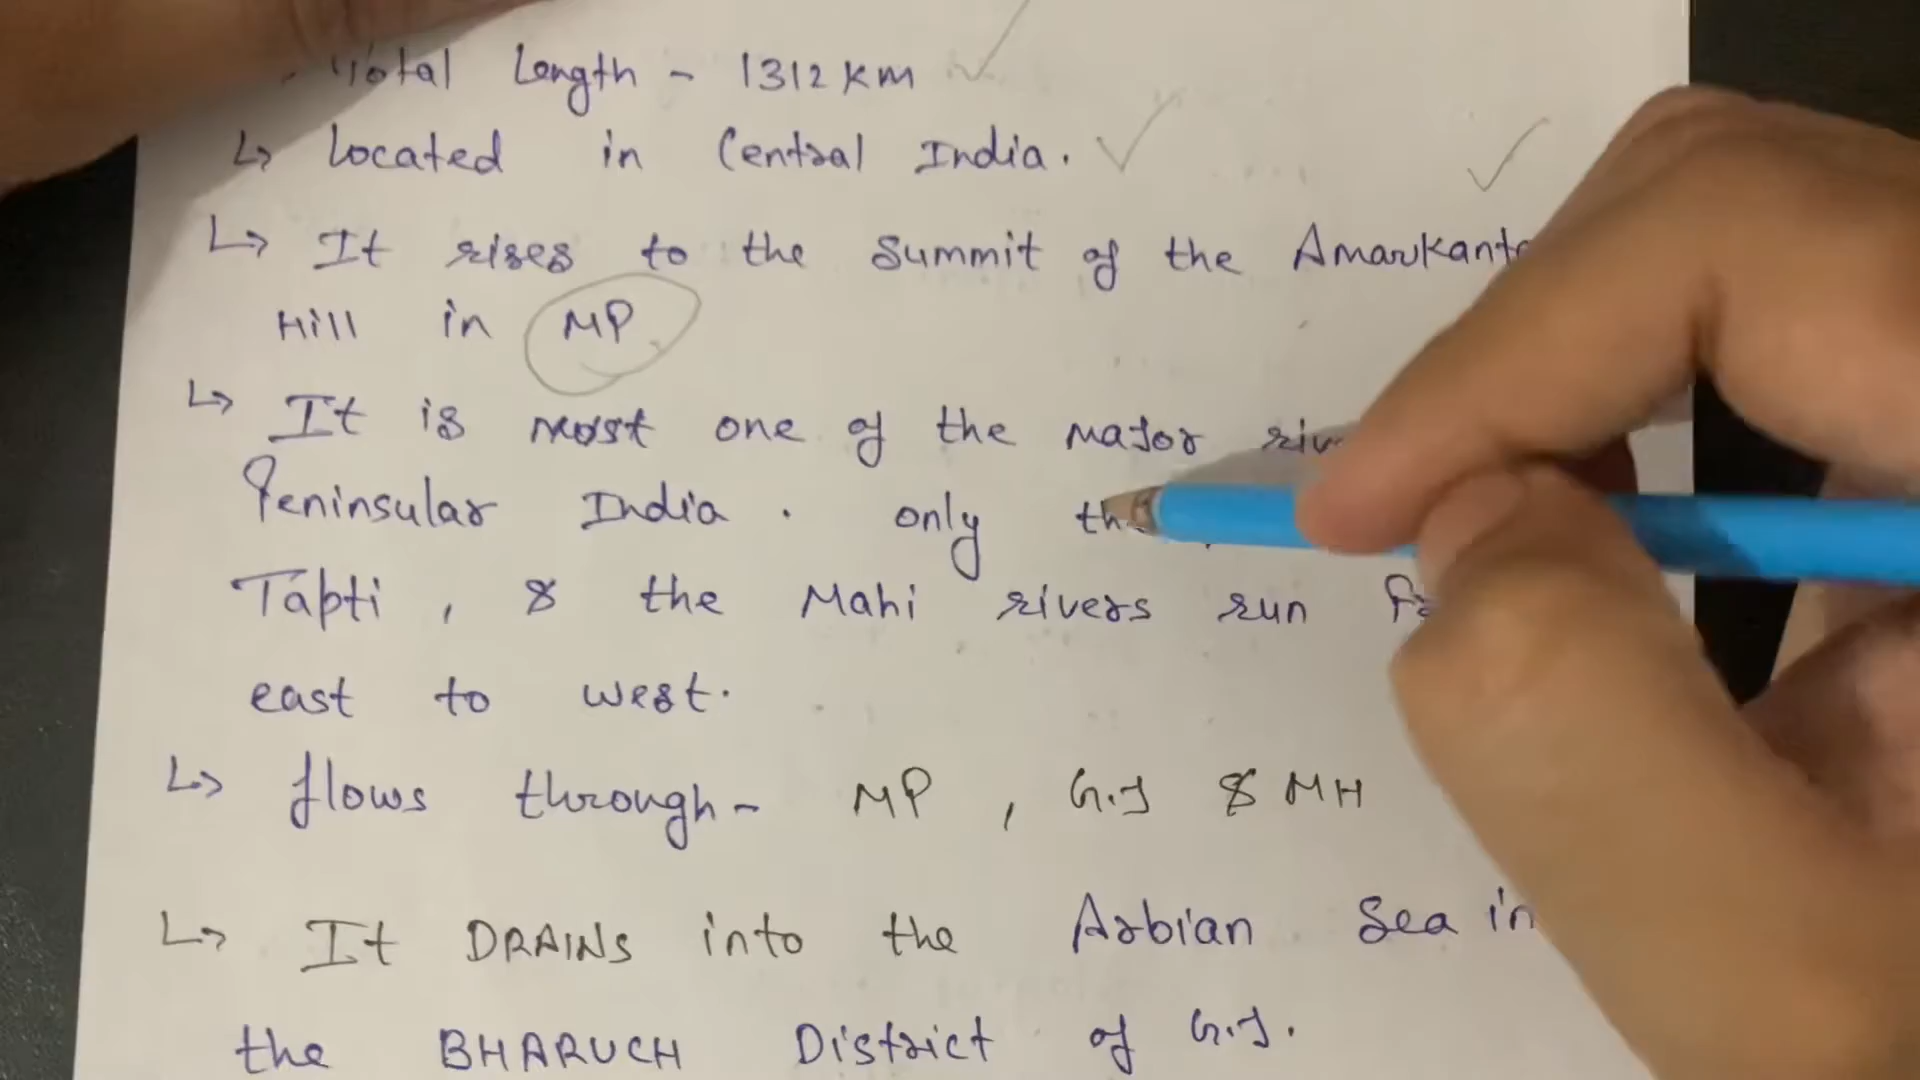 Total Length - 1312 KM
↳ Located in Central India.
↳ It rises to the Summit of the
Hill in MP.
↳ It is most one of the major
Peninsular India . only
Tapti , & the Mahi rivers run
east to west.
↳ flows through - MP , G.J & MH
↳ It DRAINS into the Arbian Sea in
the BHARUCH District of G.J.